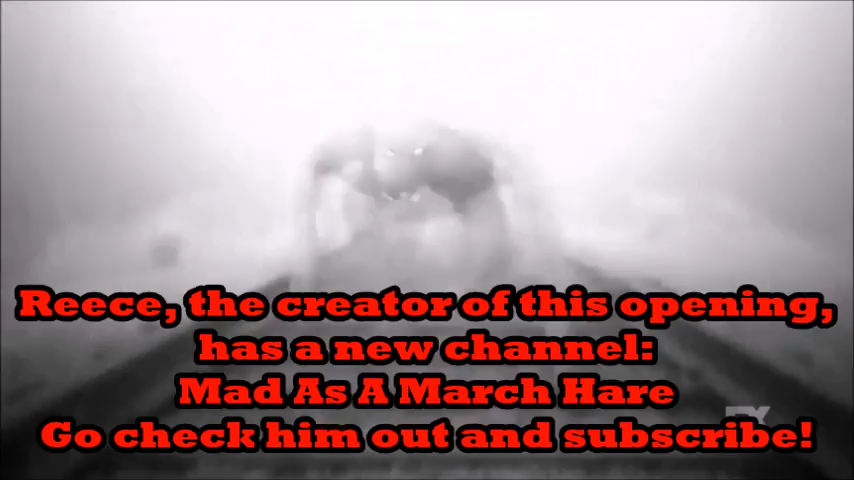 Reece, the creator of this opening,
has a new channel:
Mad As A March Hare
Go check him out and subscribe!
FX